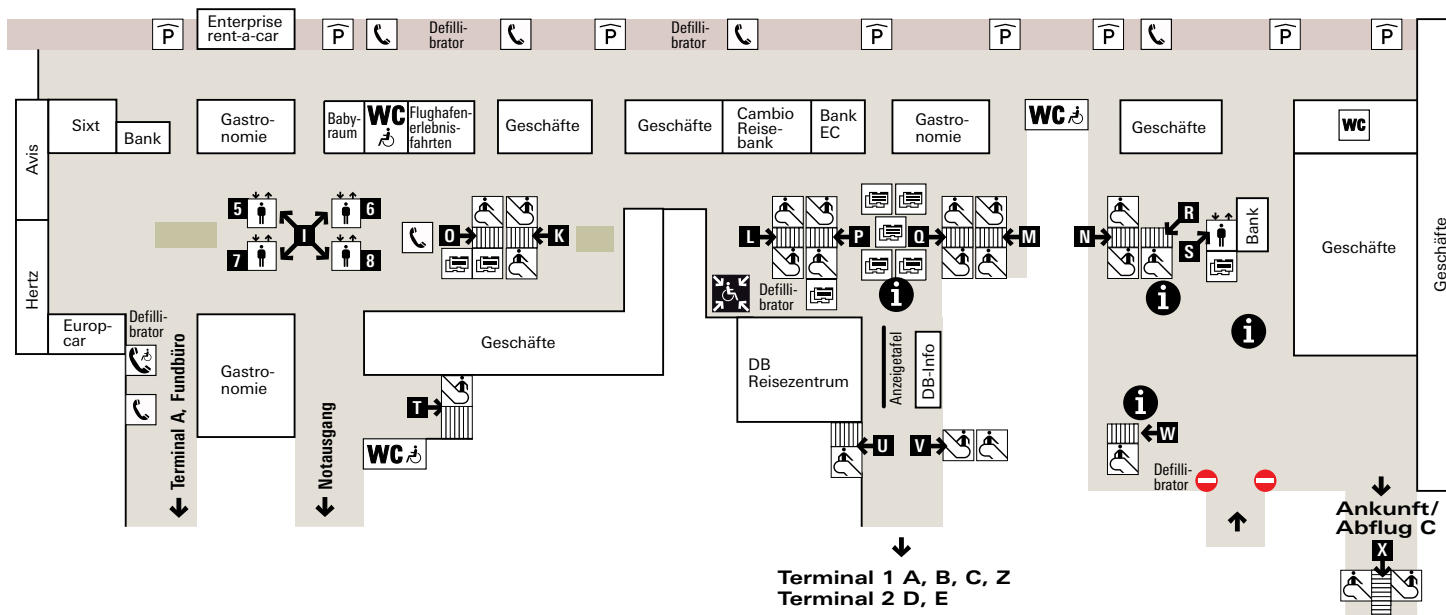 Enterprise
rent-a-car
P
P
Defilli-
brator
P
Defilli-
brator
P
P
P
P
P
Sixt
Bank
Gastro-
nomie
Baby-
raum
WC
Flughafen-
erlebnis-
fahrten
Geschäfte
Geschäfte
Cambio
Reise-
bank
Bank
EC
Gastro-
nomie
WC
Geschäfte
WC
Avis
Hertz
Europ-
car
5
6
I
7
8
O
K
L
P
Q
M
N
R
S
Bank
Geschäfte
Geschäfte
Defilli-
brator
i
i
i
Defilli-
brator
Terminal A, Fundbüro
Gastro-
nomie
Notausgang
Geschäfte
T
WC
DB
Reisezentrum
Anzeigetafel
DB-Info
U
V
i
W
Defilli-
brator
Ankunft/
Abflug C
X
Terminal 1 A, B, C, Z
Terminal 2 D, E